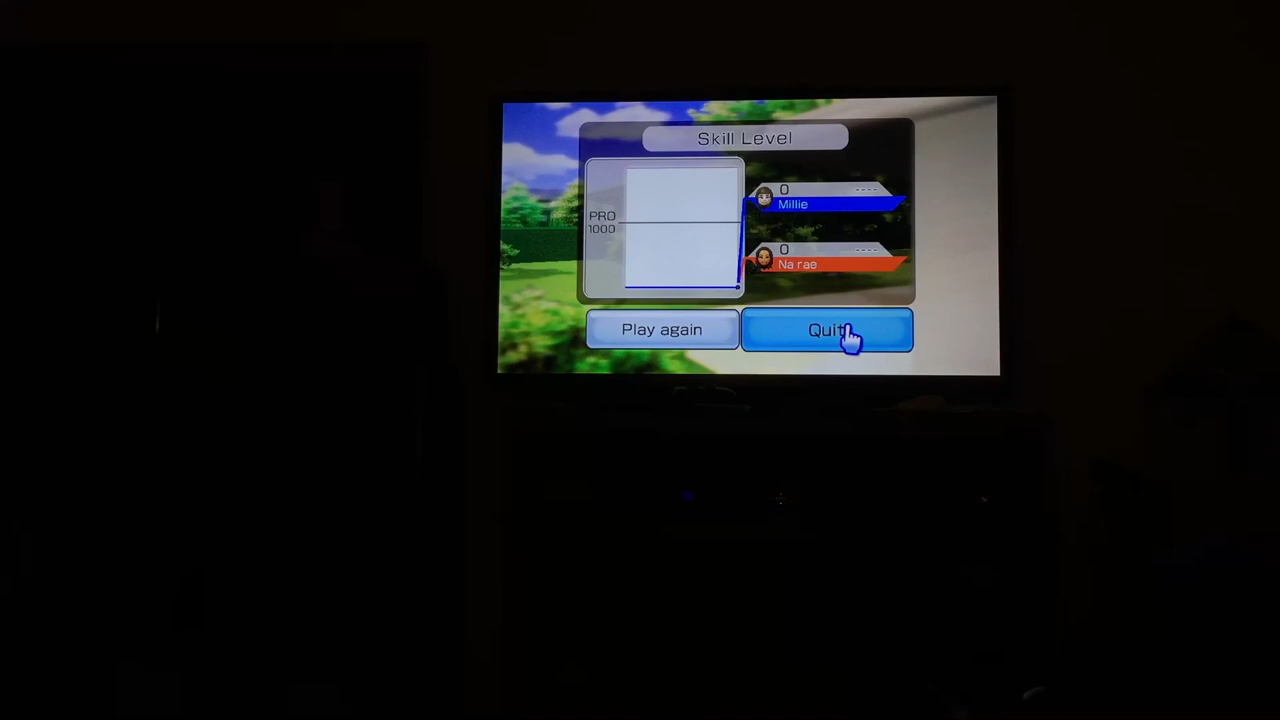 Skill Level
PRO
1000
0 ----
Millie
0 ----
Na rae
Play again
Quit